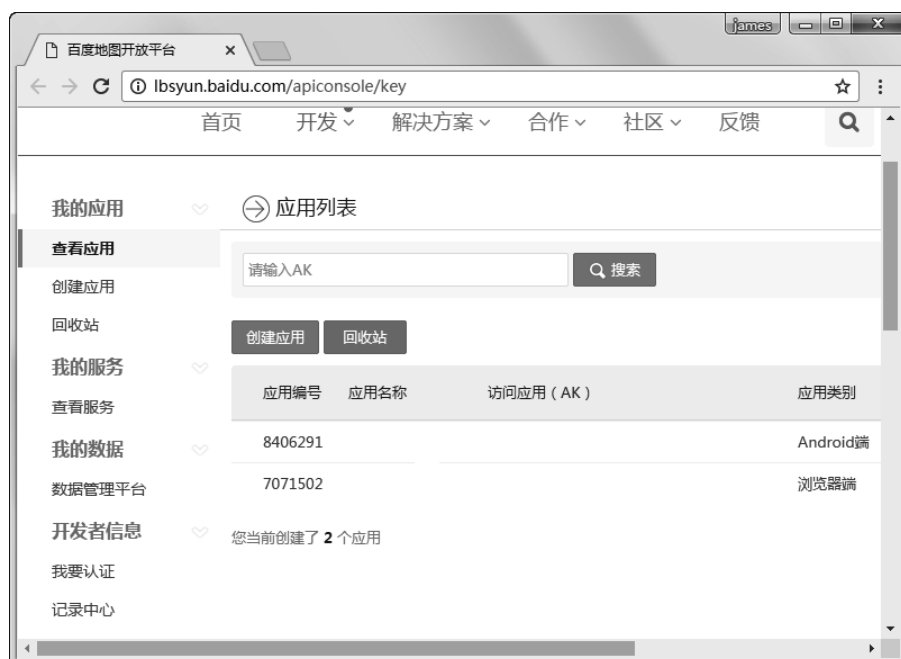 james
百度地图开放平台
lbsyun.baidu.com/apiconsole/key
首页 开发 解决方案 合作 社区 反馈
我的应用
查看应用
创建应用
回收站
我的服务
查看服务
我的数据
数据管理平台
开发者信息
我要认证
记录中心
应用列表
请输入AK 搜索
创建应用 回收站
应用编号 应用名称 访问应用（AK） 应用类别
8406291 Android端
7071502 浏览器端
您当前创建了 2 个应用